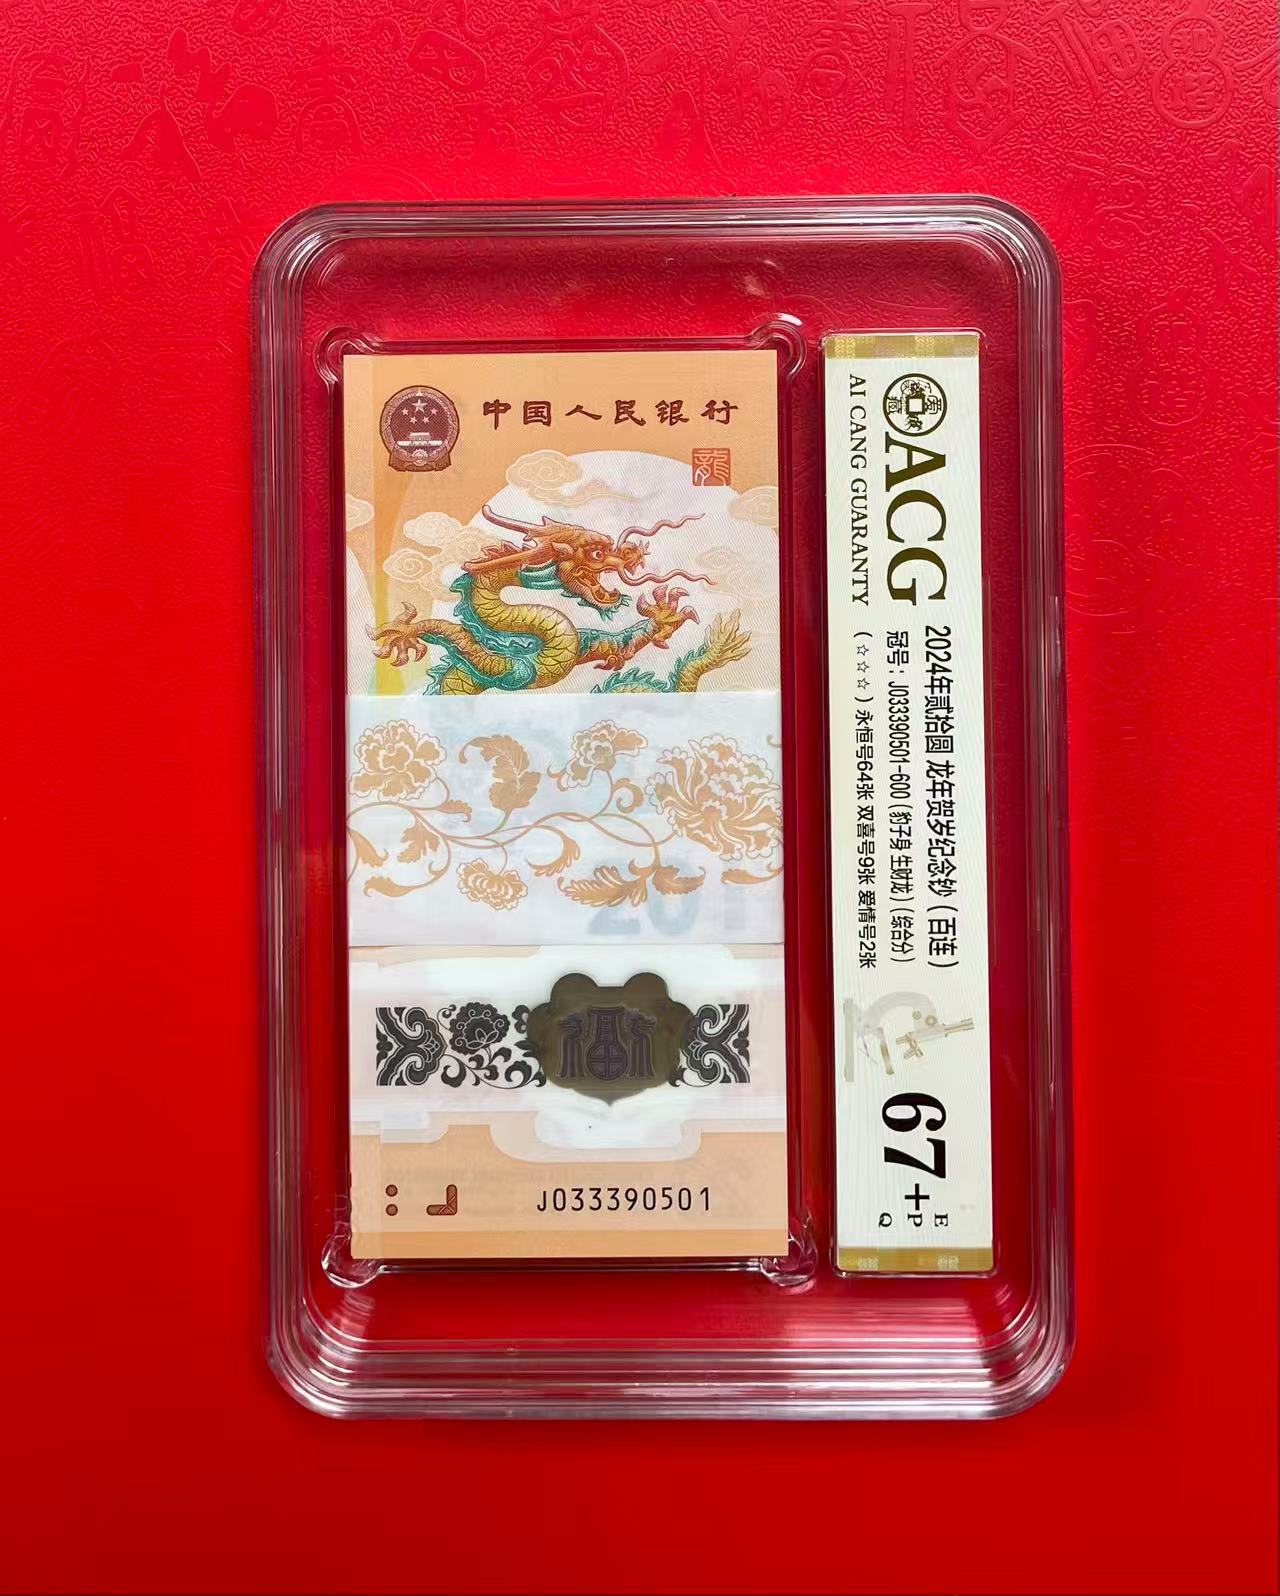 中国人民银行
龍
福
J033390501
ACG
AI CANG GUARANTY
2024年贰拾圆 龙年贺岁纪念钞（百连）
冠号：J033390501-600（豹子身 生财龙）（综合分）
（☆☆☆）永恒号64张 双喜号9张 爱情号2张
67+
E
P
Q